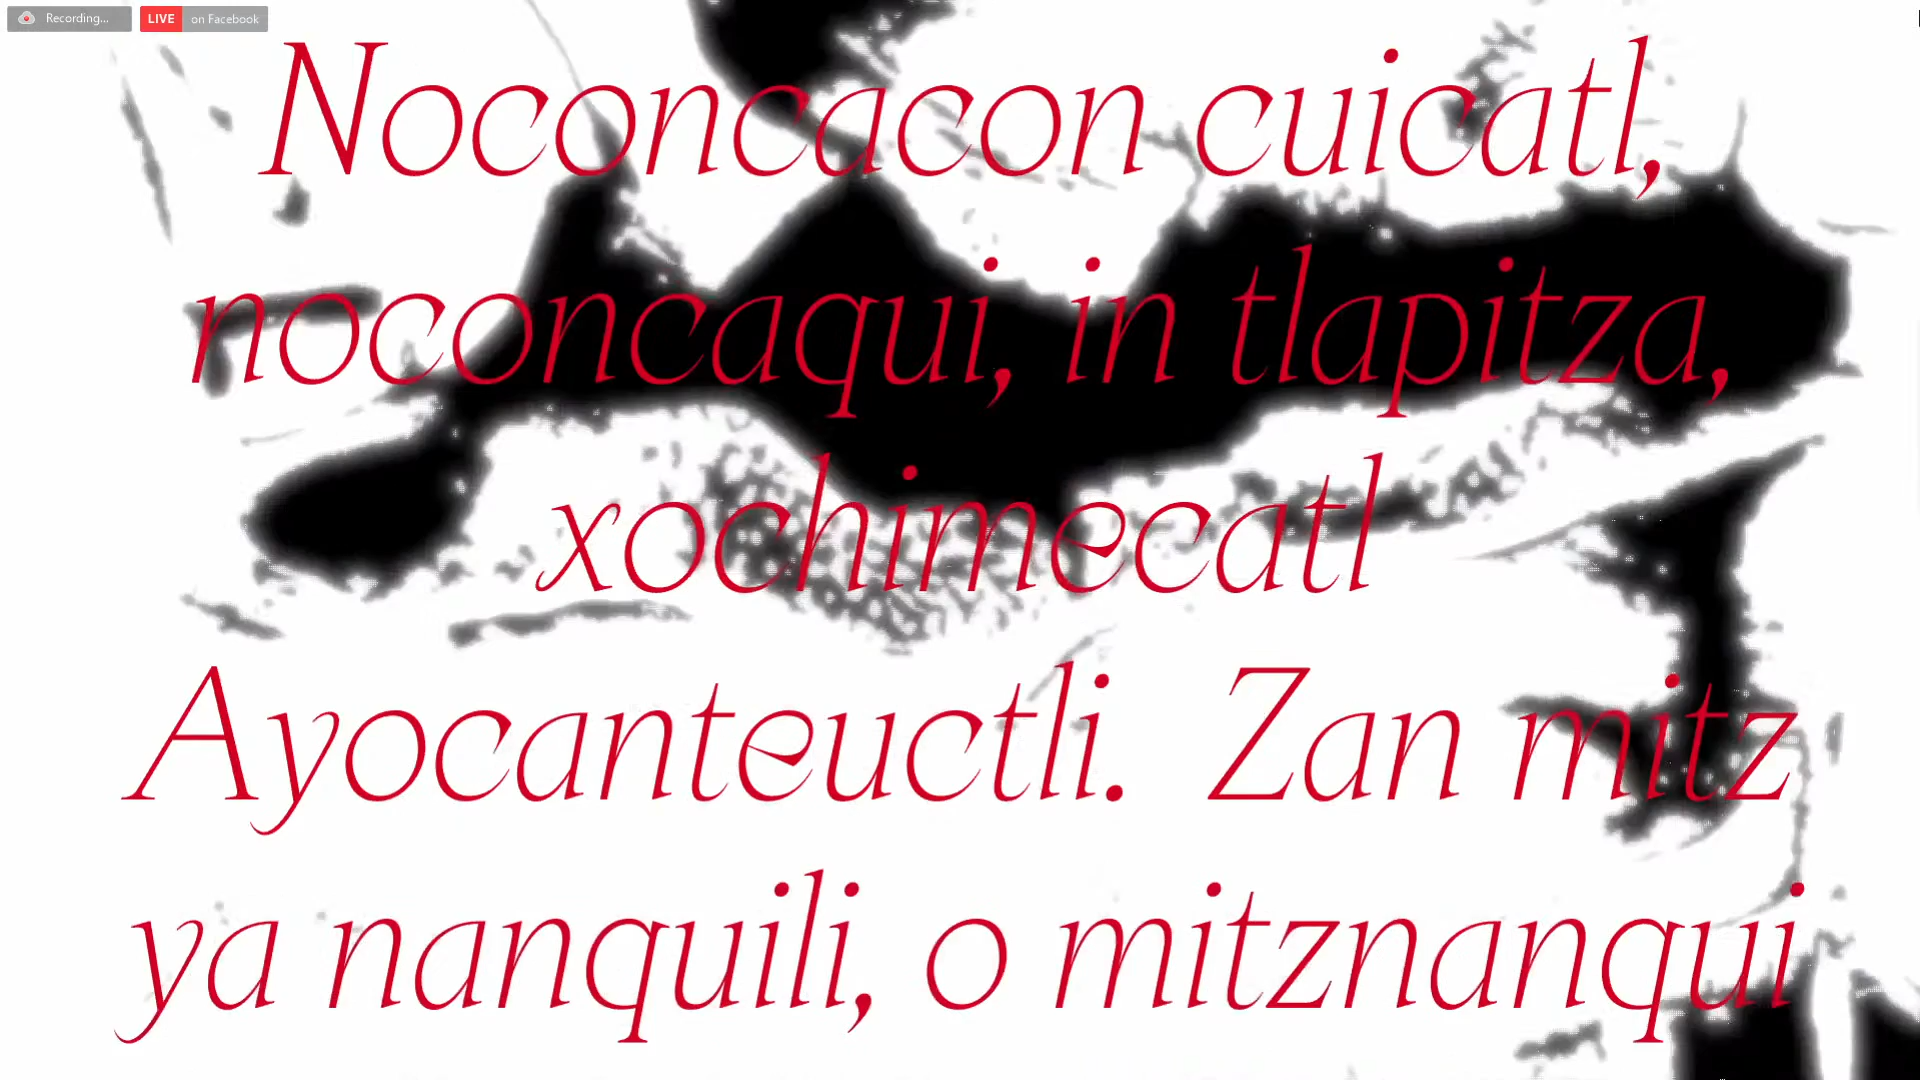 Recording...
LIVE on Facebook
Noconcacon cuicatl,
noconcaqui, in tlapitza,
xochimecatl
Ayocanteuctli. Zan mitz
ya nanquili, o mitznanqui